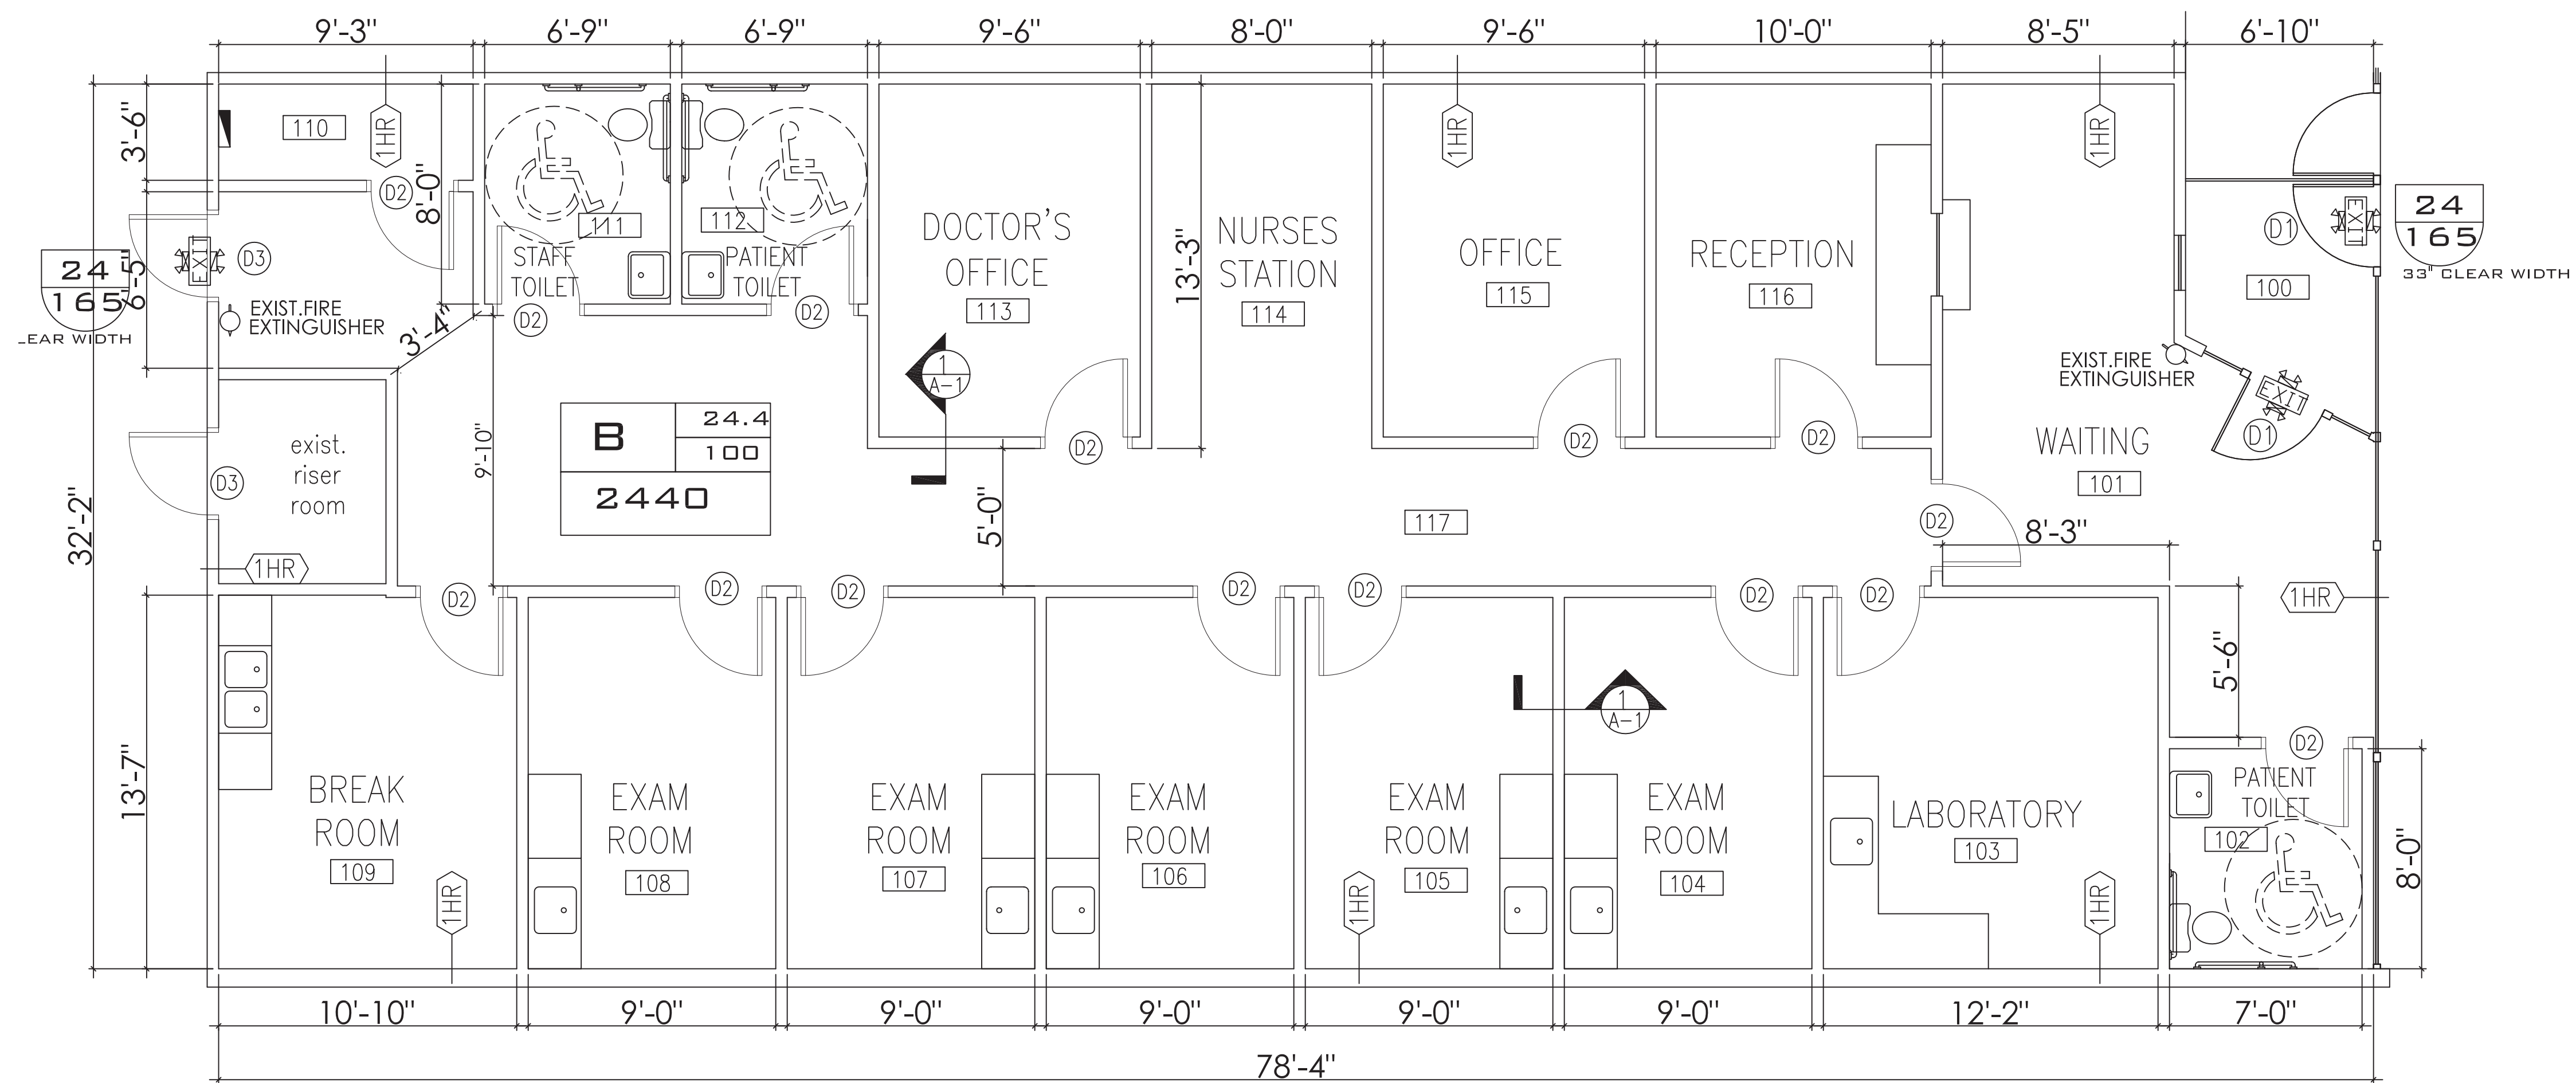 9'-3"
6'-9"
6'-9"
9'-6"
8'-0"
9'-6"
10'-0"
8'-5"
6'-10"
3'-6"
110
1HR
D2
8'-0"
111
STAFF
TOILET
D2
112
PATIENT
TOILET
D2
DOCTOR'S
OFFICE
113
13'-3"
NURSES
STATION
114
1HR
OFFICE
115
RECEPTION
116
1HR
D1
EXIT
100
24
165
33" CLEAR WIDTH
24
165
EAR WIDTH
6'-5"
EXIT
D3
EXIST.FIRE
EXTINGUISHER
3'-4"
EXIST.FIRE
EXTINGUISHER
EXIT
D1
1
A-1
B
24.4
100
2440
9'-10"
D2
D2
D2
exist.
riser
room
D3
1HR
32'-2"
5'-0"
117
D2
WAITING
101
8'-3"
1HR
D2
D2
D2
D2
D2
D2
D2
5'-6"
D2
1
A-1
13'-7"
BREAK
ROOM
109
1HR
EXAM
ROOM
108
EXAM
ROOM
107
EXAM
ROOM
106
EXAM
ROOM
105
1HR
EXAM
ROOM
104
LABORATORY
103
1HR
PATIENT
TOILET
102
8'-0"
10'-10"
9'-0"
9'-0"
9'-0"
9'-0"
9'-0"
12'-2"
7'-0"
78'-4"